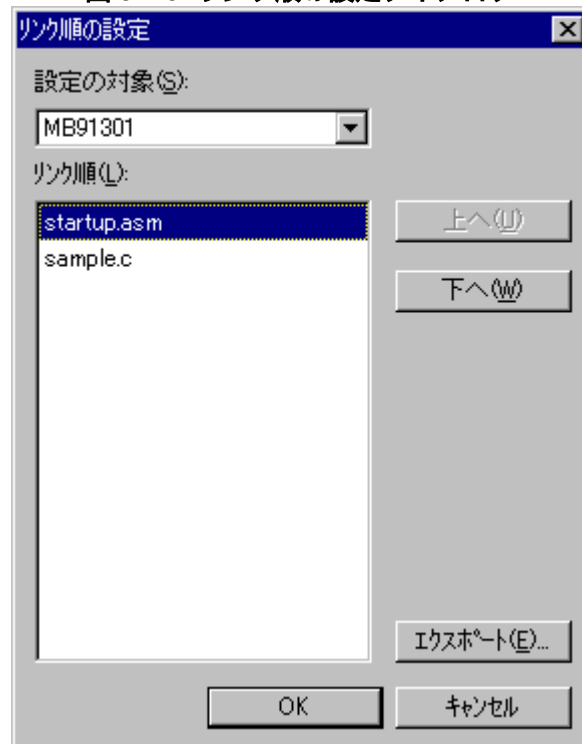 リンク順の設定
設定の対象(S):
MB91301
リンク順(L):
startup.asm
sample.c
上へ(U)
下へ(W)
エクスポート(E)...
OK
キャンセル